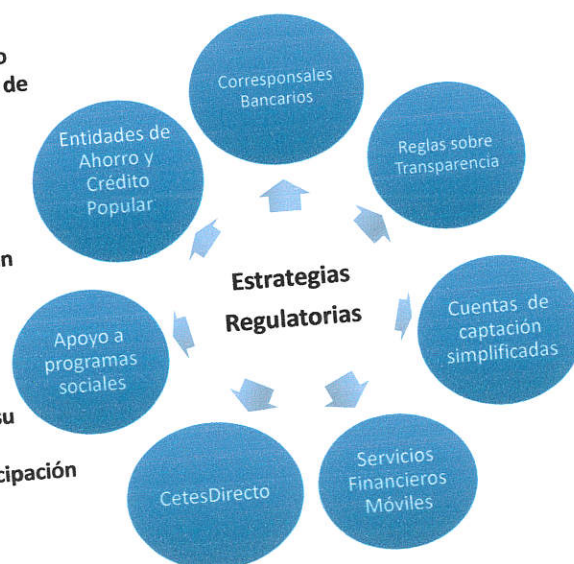 o
de
n
su
cipación
Corresponsales
Bancarios
Reglas sobre
Transparencia
Cuentas de
captación
simplificadas
Servicios
Financieros
Móviles
CetesDirecto
Apoyo a
programas
sociales
Entidades de
Ahorro y
Crédito
Popular
Estrategias
Regulatorias